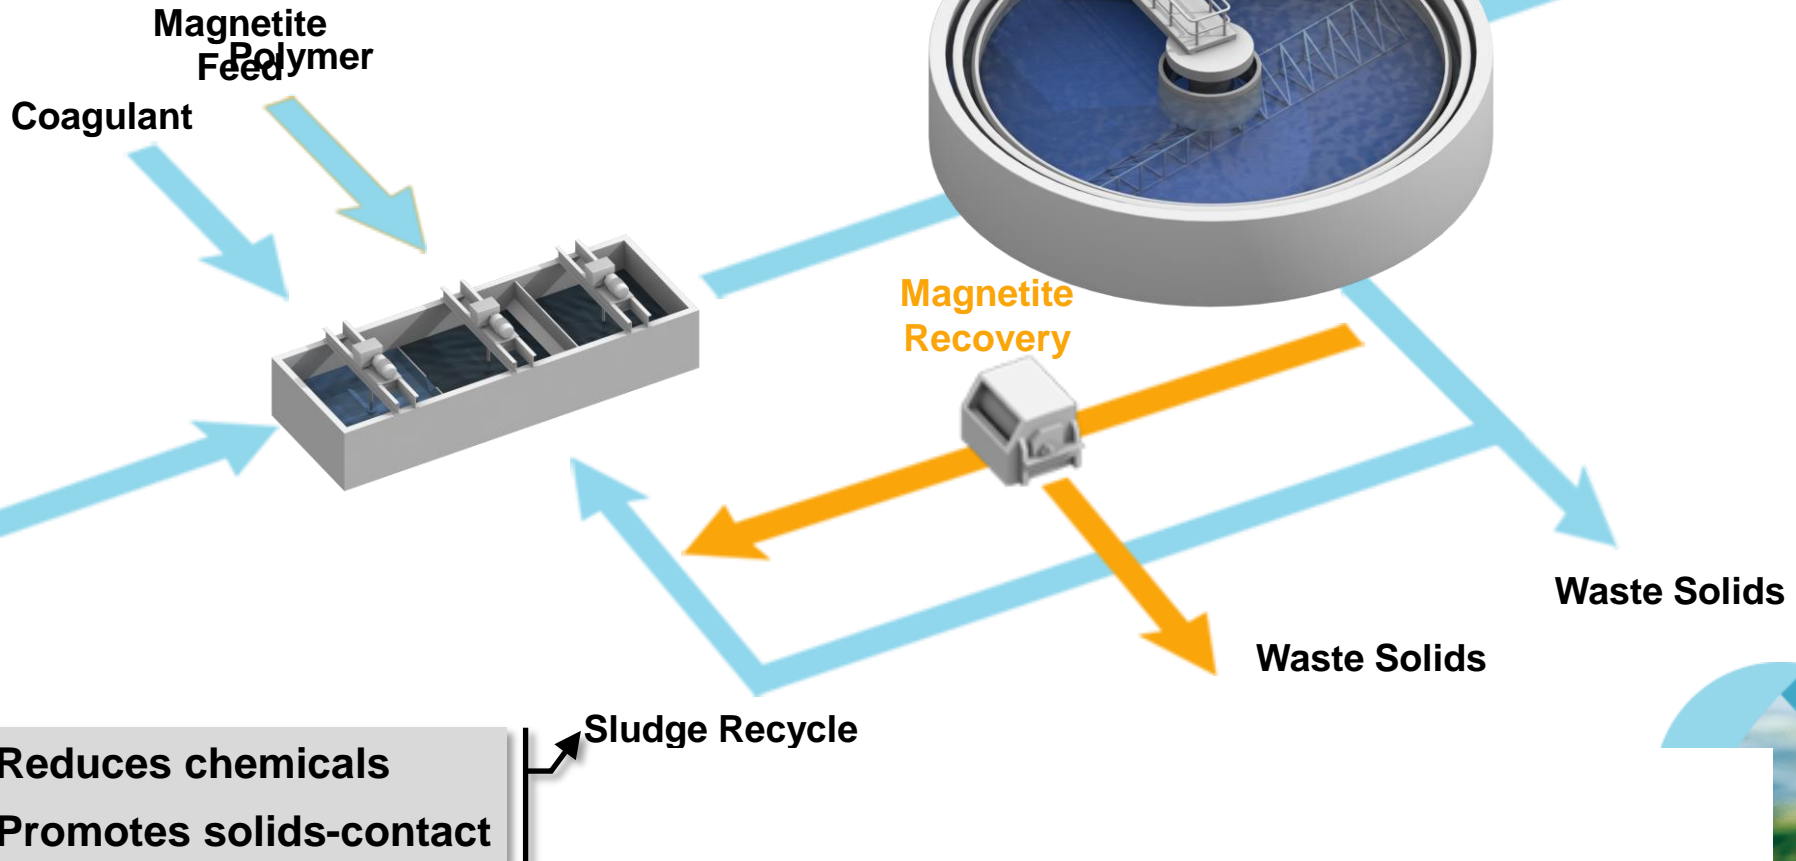 Magnetite
Feed
Polymer
Coagulant
Magnetite
Recovery
Waste Solids
Waste Solids
Sludge Recycle
Reduces chemicals
Promotes solids-contact